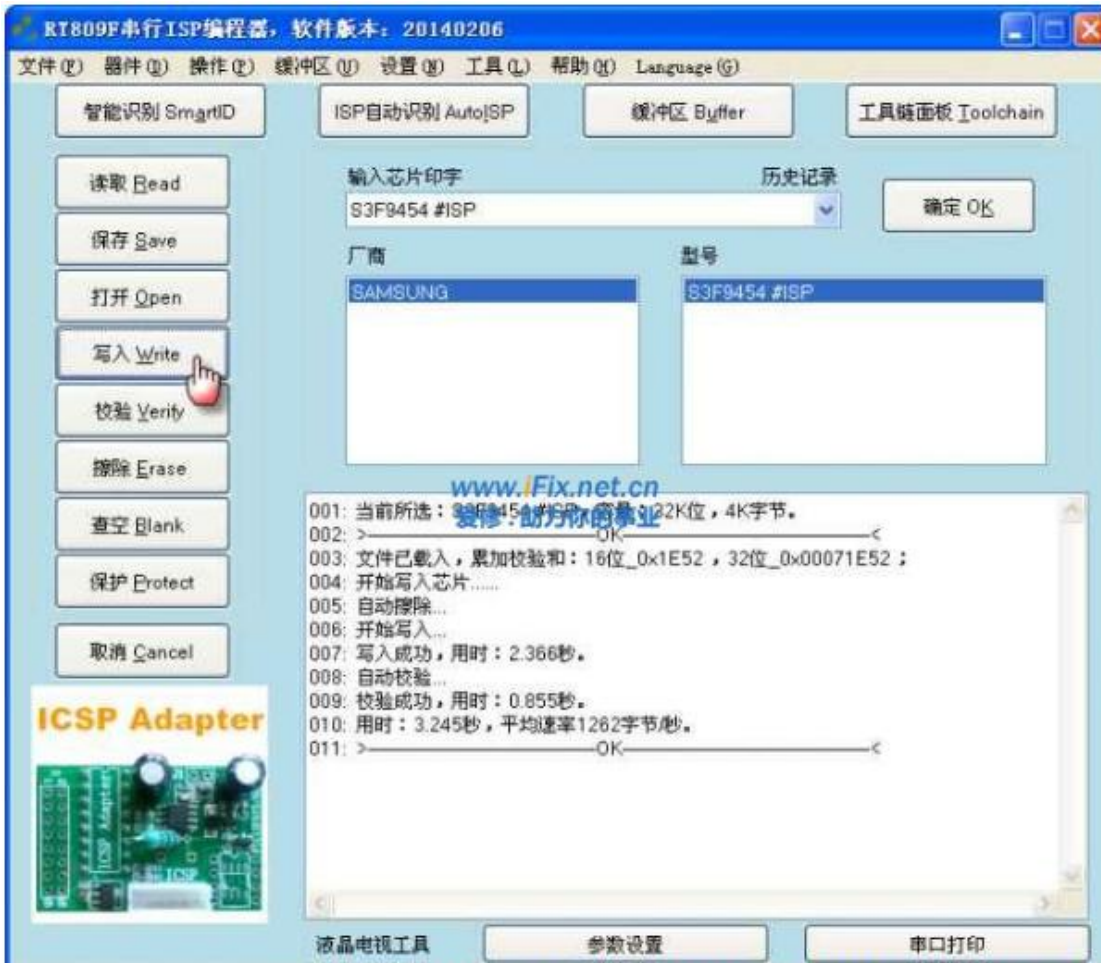 RT809F串行ISP编程器，软件版本：20140206
文件(F) 器件(D) 操作(P) 缓冲区(U) 设置(N) 工具(L) 帮助(H) Language(G)
智能识别 SmartID ISP自动识别 AutoISP 缓冲区 Buffer 工具链面板 Toolchain
读取 Read
保存 Save
打开 Open
写入 Write
校验 Verify
擦除 Erase
查空 Blank
保护 Protect
取消 Cancel
输入芯片印字 历史记录
S3F9454 #ISP
确定 OK
厂商 型号
SAMSUNG S3F9454 #ISP
www.iFix.net.cn
爱修·助力你的事业
001: 当前所选：S3F9454 #ISP，容量：32K位，4K字节。
002: >————————OK————————<
003: 文件已载入，累加校验和：16位_0x1E52，32位_0x00071E52；
004: 开始写入芯片......
005: 自动擦除...
006: 开始写入...
007: 写入成功，用时：2.366秒。
008: 自动校验...
009: 校验成功，用时：0.855秒。
010: 用时：3.245秒，平均速率1262字节/秒。
011: >————————OK————————<
ICSP Adapter
ICSP Adapter
ICSP
液晶电视工具 参数设置 串口打印